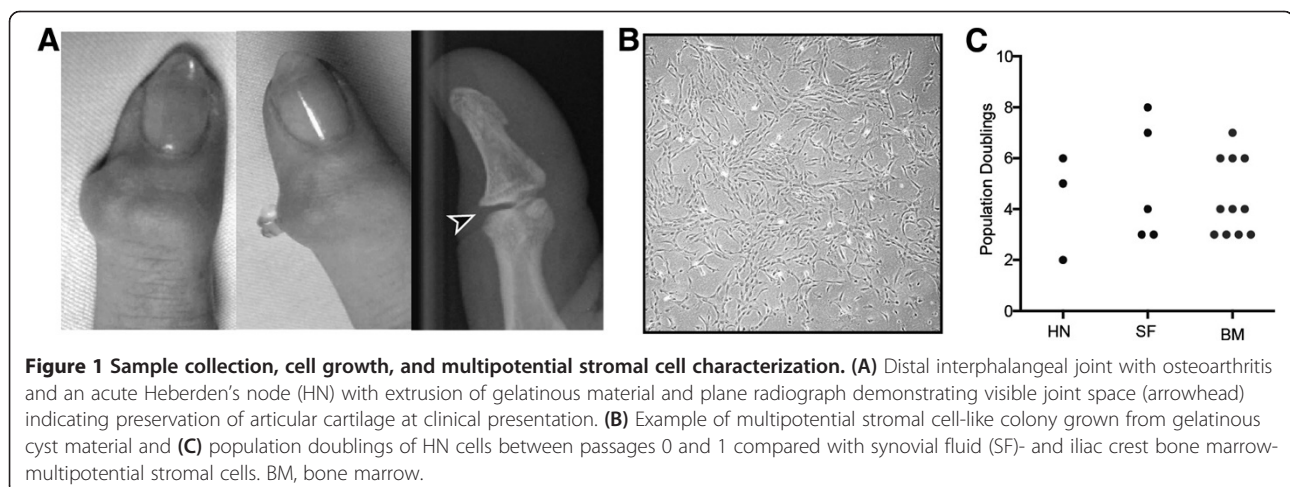 A
B
C
10
8
6
4
2
0
Population Doublings
HN
SF
BM
Figure 1 Sample collection, cell growth, and multipotential stromal cell characterization. (A) Distal interphalangeal joint with osteoarthritis
and an acute Heberden's node (HN) with extrusion of gelatinous material and plane radiograph demonstrating visible joint space (arrowhead)
indicating preservation of articular cartilage at clinical presentation. (B) Example of multipotential stromal cell-like colony grown from gelatinous
cyst material and (C) population doublings of HN cells between passages 0 and 1 compared with synovial fluid (SF)- and iliac crest bone marrow-
multipotential stromal cells. BM, bone marrow.